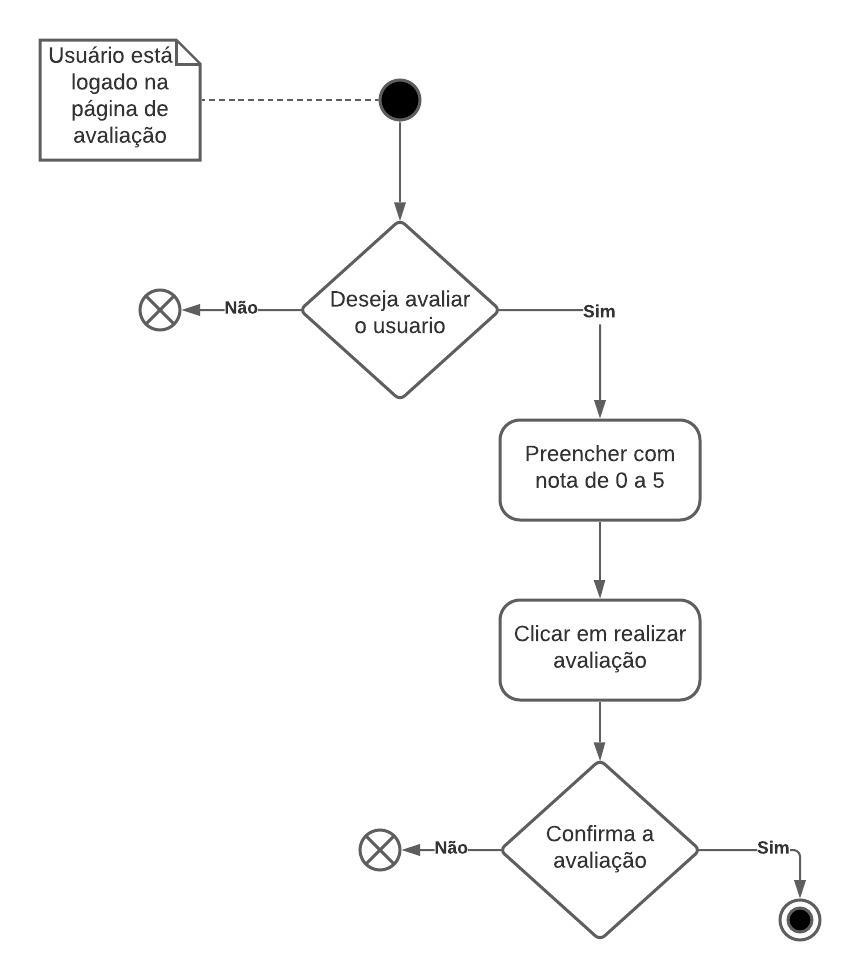 Usuário está
logado na
página de
avaliação
Deseja avaliar
o usuario
Não
Sim
Preencher com
nota de 0 a 5
Clicar em realizar
avaliação
Confirma a
avaliação
Não
Sim